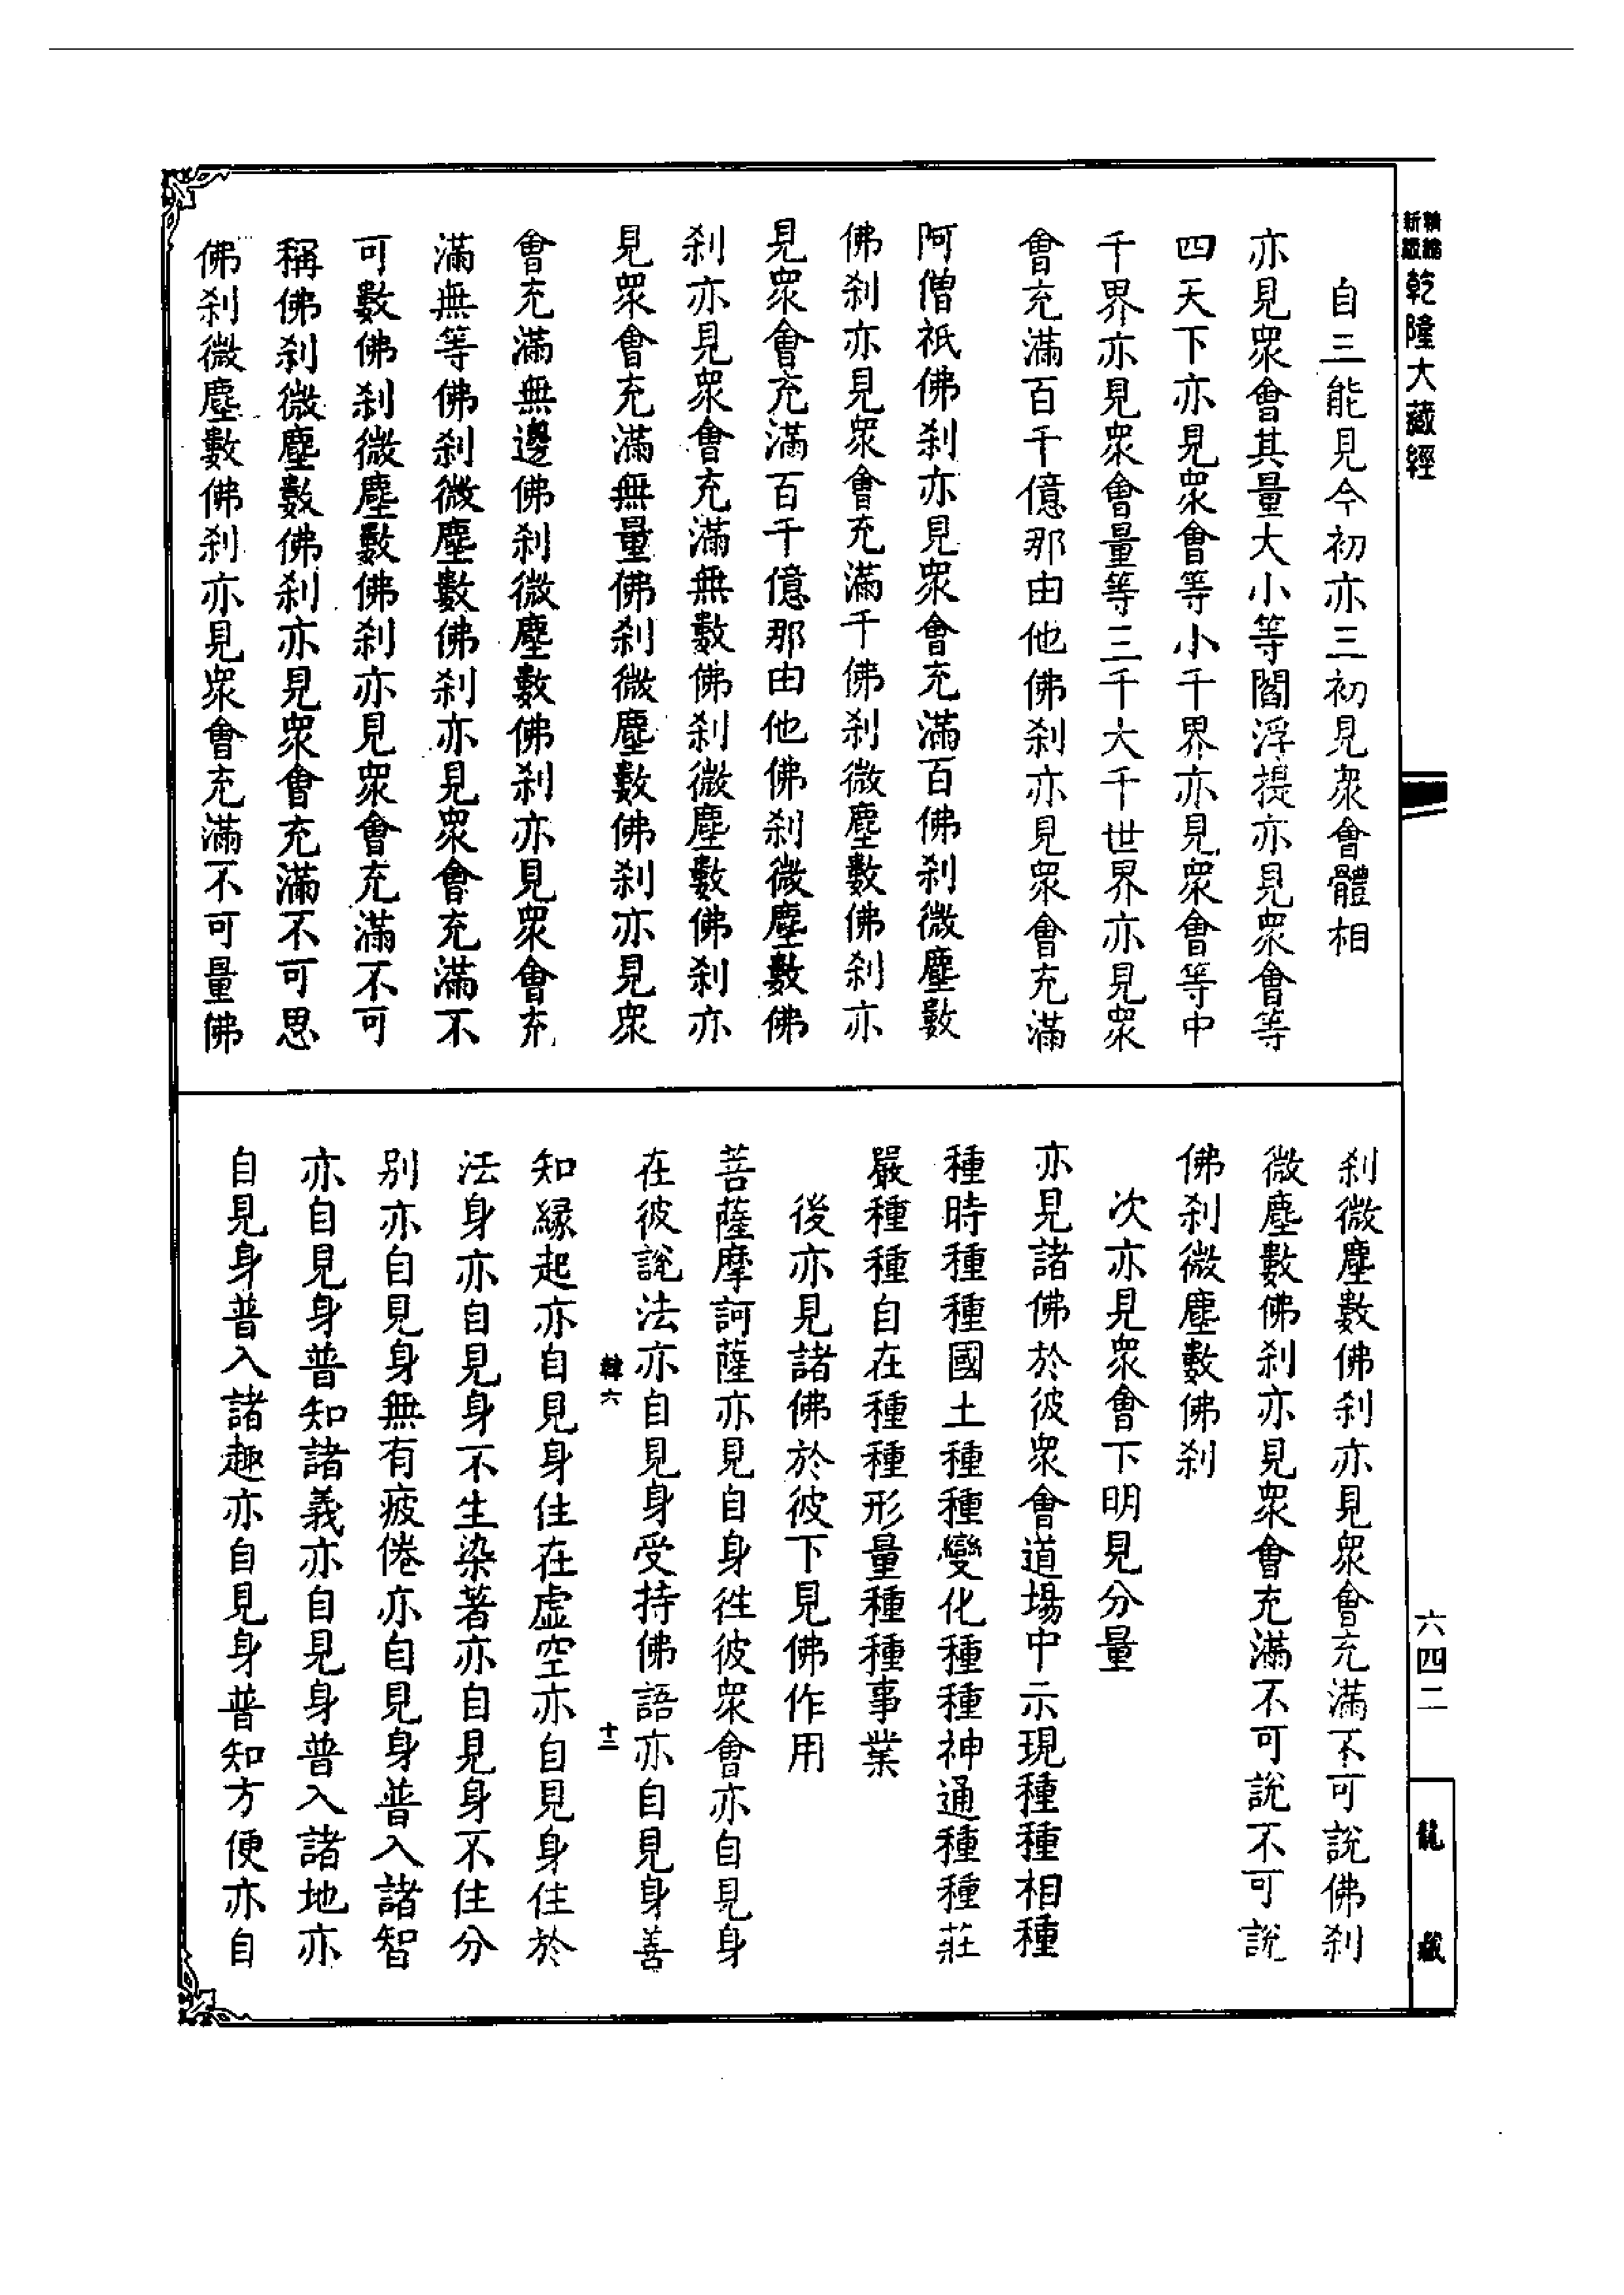 新編縮緝乾隆大藏經
自三能見今初亦三初見衆會體相
亦見衆會其量大小等閻浮提亦見衆會等
四天下亦見衆會等小千界亦見衆會等中
千界亦見衆會量等三千大千世界亦見衆
會充滿百千億那由他佛刹亦見衆會充滿
阿僧祇佛刹亦見衆會充滿百佛刹微塵數
佛刹亦見衆會充滿千佛刹微塵數佛刹亦
見衆會充滿百千億那由他佛刹微塵數佛
刹亦見衆會充滿無數佛刹微塵數佛刹亦
見衆會充滿無量佛刹微塵數佛刹亦見衆
會充滿無邊佛刹微塵數佛刹亦見衆會充
滿無等佛刹微塵數佛刹亦見衆會充滿不
可數佛刹微塵數佛刹亦見衆會充滿不可
稱佛刹微塵數佛刹亦見衆會充滿不可思
佛刹微塵數佛刹亦見衆會充滿不可量佛
刹微塵數佛刹亦見衆會充滿不可說佛刹
微塵數佛刹亦見衆會充滿不可說不可說
佛刹微塵數佛刹
次亦見衆會下明見分量
亦見諸佛於彼衆會道場中示現種種相種
種時種種國土種種變化種種神通種種莊
嚴種種自在種種形量種種事業
後亦見諸佛於彼下見佛作用
菩薩摩訶薩亦見自身徃彼衆會亦自見身
在彼說法亦自見身受持佛語亦自見身善
韓六 十三
知緣起亦自見身住在虛空亦自見身住於
法身亦自見身不生染著亦自見身不住分
別亦自見身無有疲倦亦自見身普入諸智
亦自見身普知諸義亦自見身普入諸地亦
自見身普入諸趣亦自見身普知方便亦自
六四二
龍藏